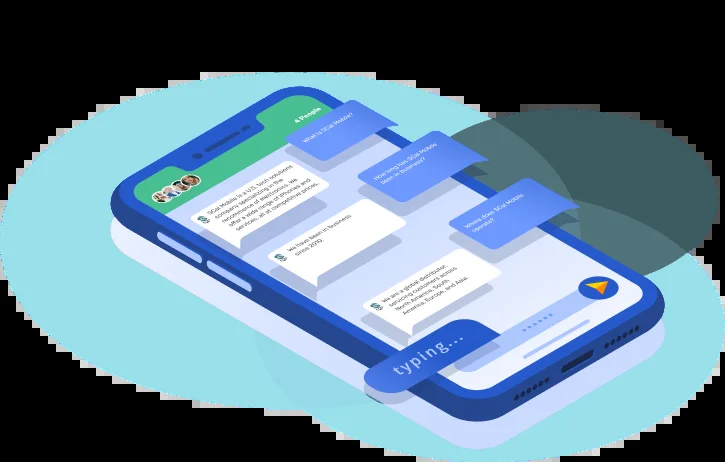 4 People
What is SCal Mobile?
SCal Mobile is a U.S. tech solutions
company specializing in the
recommerce of electronics. We
offer a wide range of iPhones and
services, all at competitive prices.
How long has SCal Mobile
been in business?
We have been in business
since 2010.
Where does SCal Mobile
operate?
We are a global distributor
servicing customers across
North America, South
America, Europe, and Asia.
typing...